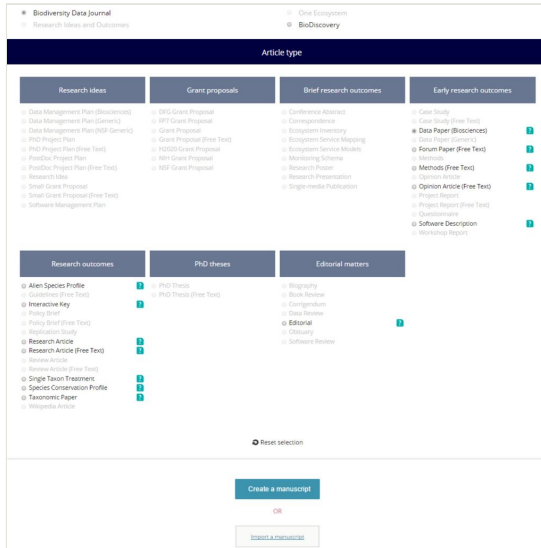 Biodiversity Data Journal
One Ecosystem
Research Ideas and Outcomes
BioDiscovery
Article type
Research ideas
Data Management Plan (Biosciences)
Data Management Plan (Generic)
Data Management Plan (NSF Generic)
PhD Project Plan
PhD Project Plan (Free Text)
PostDoc Project Plan
PostDoc Project Plan (Free Text)
Research Idea
Small Grant Proposal
Small Grant Proposal (Free Text)
Software Management Plan
Grant proposals
DFG Grant Proposal
FP7 Grant Proposal
Grant Proposal
Grant Proposal (Free Text)
H2020 Grant Proposal
NIH Grant Proposal
NSF Grant Proposal
Brief research outcomes
Conference Abstract
Correspondence
Ecosystem Inventory
Ecosystem Service Mapping
Ecosystem Service Models
Monitoring Schema
Research Poster
Research Presentation
Single-media Publication
Early research outcomes
Case Study
Case Study (Free Text)
Data Paper (Biosciences) ?
Data Paper (Generic)
Forum Paper (Free Text) ?
Methods
Methods (Free Text) ?
Opinion Article
Opinion Article (Free Text) ?
Project Report
Project Report (Free Text)
Questionnaire
Software Description ?
Workshop Report
Research outcomes
Alien Species Profile ?
Guidelines (Free Text)
Interactive Key ?
Policy Brief
Policy Brief (Free Text)
Replication Study
Research Article ?
Research Article (Free Text) ?
Review Article
Review Article (Free Text)
Single Taxon Treatment ?
Species Conservation Profile ?
Taxonomic Paper ?
Wikipedia Article
PhD theses
PhD Thesis
PhD Thesis (Free Text)
Editorial matters
Biography
Book Review
Corrigendum
Data Review
Editorial ?
Obituary
Software Review
Reset selection
Create a manuscript
OR
Import a manuscript